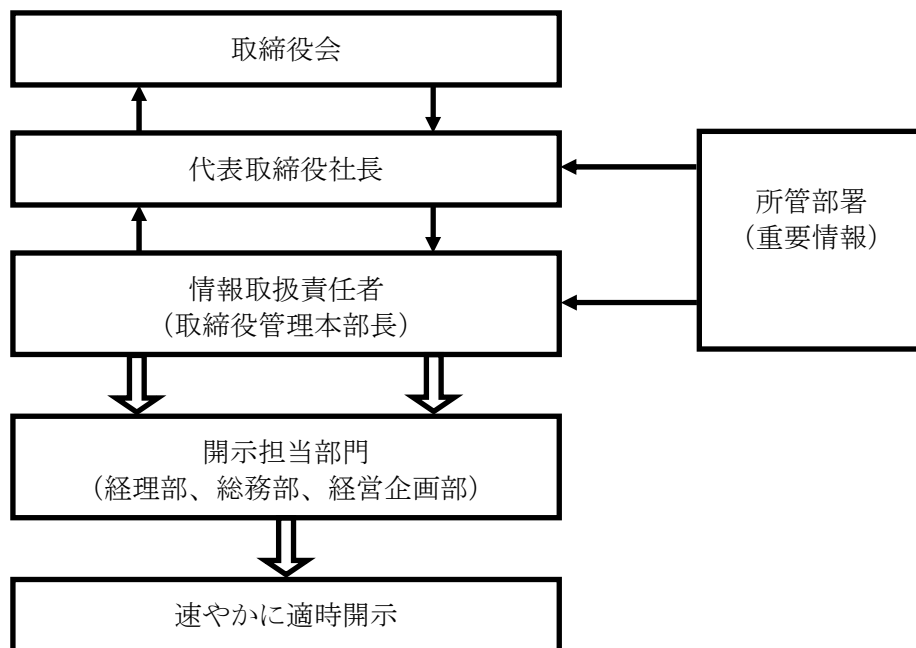 取締役会
代表取締役社長
所管部署
（重要情報）
情報取扱責任者
（取締役管理本部長）
開示担当部門
（経理部、総務部、経営企画部）
速やかに適時開示